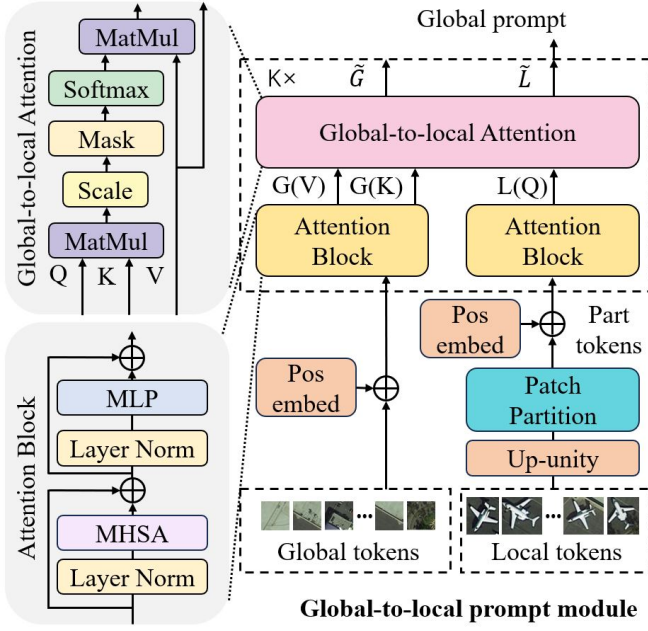 Global-to-local Attention
MatMul
Softmax
Mask
Scale
MatMul
Q K V
Attention Block
MLP
Layer Norm
MHSA
Layer Norm
Global prompt
K× G̃ L̃
Global-to-local Attention
G(V) G(K) L(Q)
Attention
Block
Attention
Block
Pos
embed
Part
tokens
Pos
embed
Patch
Partition
Up-unity
Global tokens
Local tokens
Global-to-local prompt module